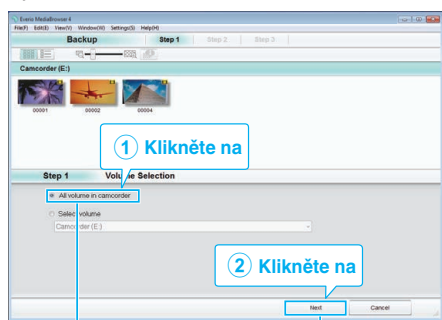 Everio MediaBrowser 4
File(F) Edit(E) View(V) Window(W) Settings(S) Help(H)
Backup Step 1 Step 2 Step 3
Camcorder (E:)
00001 00002 00004
① Klikněte na
Step 1 Volume Selection
All volume in camcorder
Select volume
Camcorder (E:)
② Klikněte na
Next Cancel